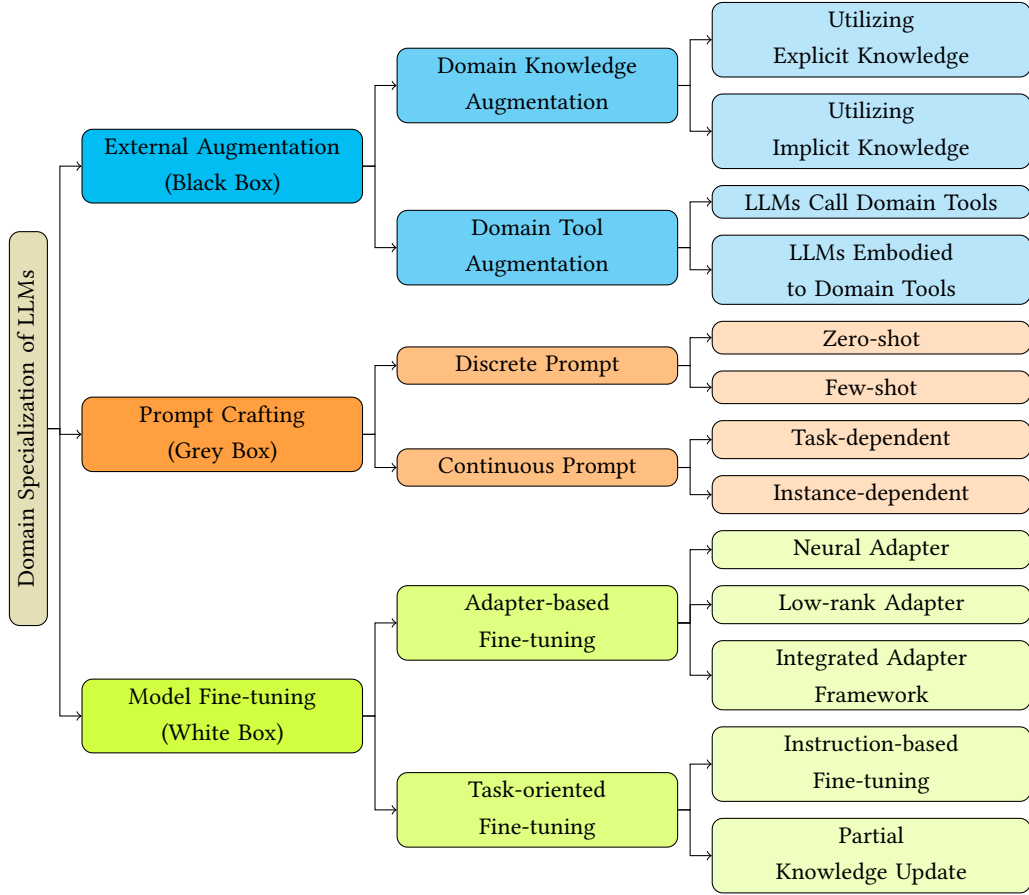 Domain Specialization of LLMs
External Augmentation
(Black Box)
Domain Knowledge
Augmentation
Utilizing
Explicit Knowledge
Utilizing
Implicit Knowledge
Domain Tool
Augmentation
LLMs Call Domain Tools
LLMs Embodied
to Domain Tools
Prompt Crafting
(Grey Box)
Discrete Prompt
Zero-shot
Few-shot
Continuous Prompt
Task-dependent
Instance-dependent
Model Fine-tuning
(White Box)
Adapter-based
Fine-tuning
Neural Adapter
Low-rank Adapter
Integrated Adapter
Framework
Task-oriented
Fine-tuning
Instruction-based
Fine-tuning
Partial
Knowledge Update